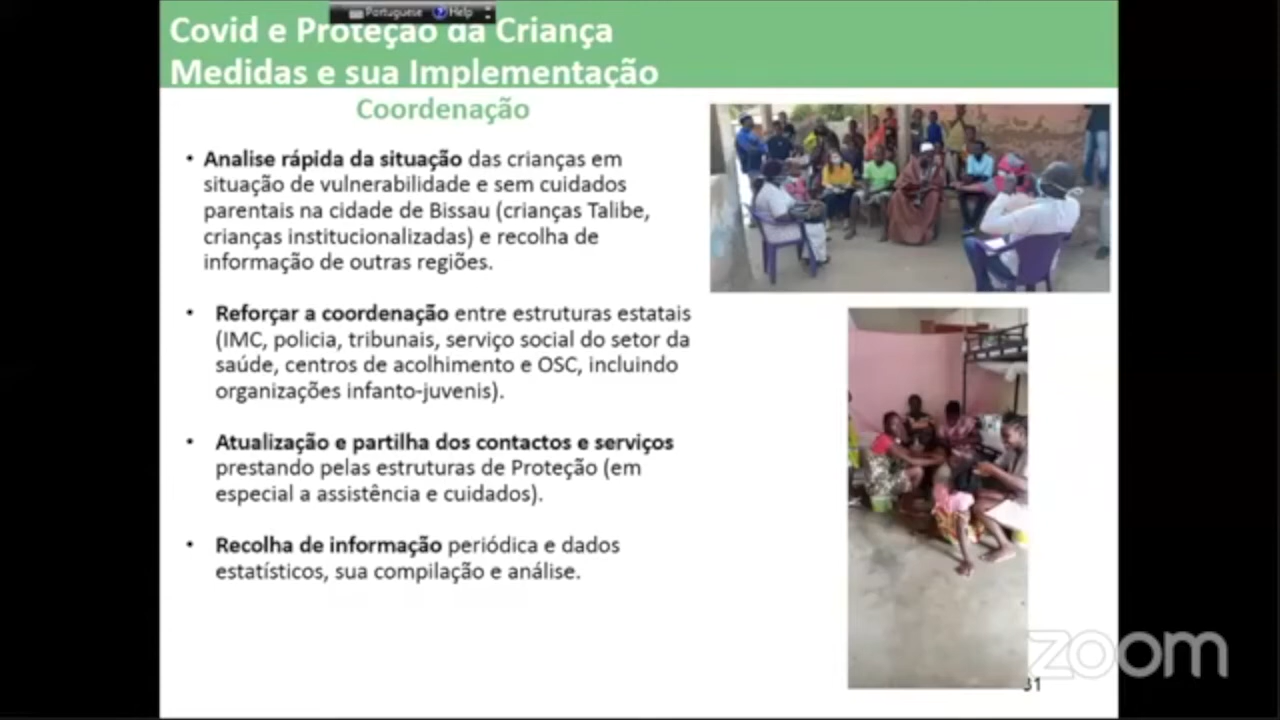 Portuguese Help
Covid e Proteção da Criança
Medidas e sua Implementação
Coordenação
• Analise rápida da situação das crianças em
situação de vulnerabilidade e sem cuidados
parentais na cidade de Bissau (crianças Talibe,
crianças institucionalizadas) e recolha de
informação de outras regiões.
• Reforçar a coordenação entre estruturas estatais
(IMC, policia, tribunais, serviço social do setor da
saúde, centros de acolhimento e OSC, incluindo
organizações infanto-juvenis).
• Atualização e partilha dos contactos e serviços
prestando pelas estruturas de Proteção (em
especial a assistência e cuidados).
• Recolha de informação periódica e dados
estatísticos, sua compilação e análise.
zoom
31